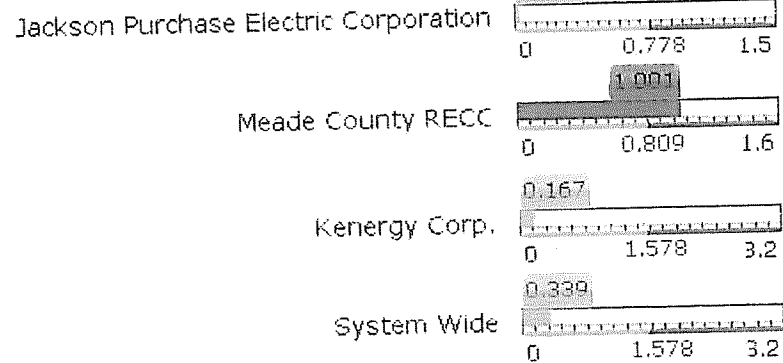 Jackson Purchase Electric Corporation
0 0.778 1.5
1.001
Meade County RECC
0 0.809 1.6
0.167
Kenergy Corp.
0 1.578 3.2
0.339
System Wide
0 1.578 3.2